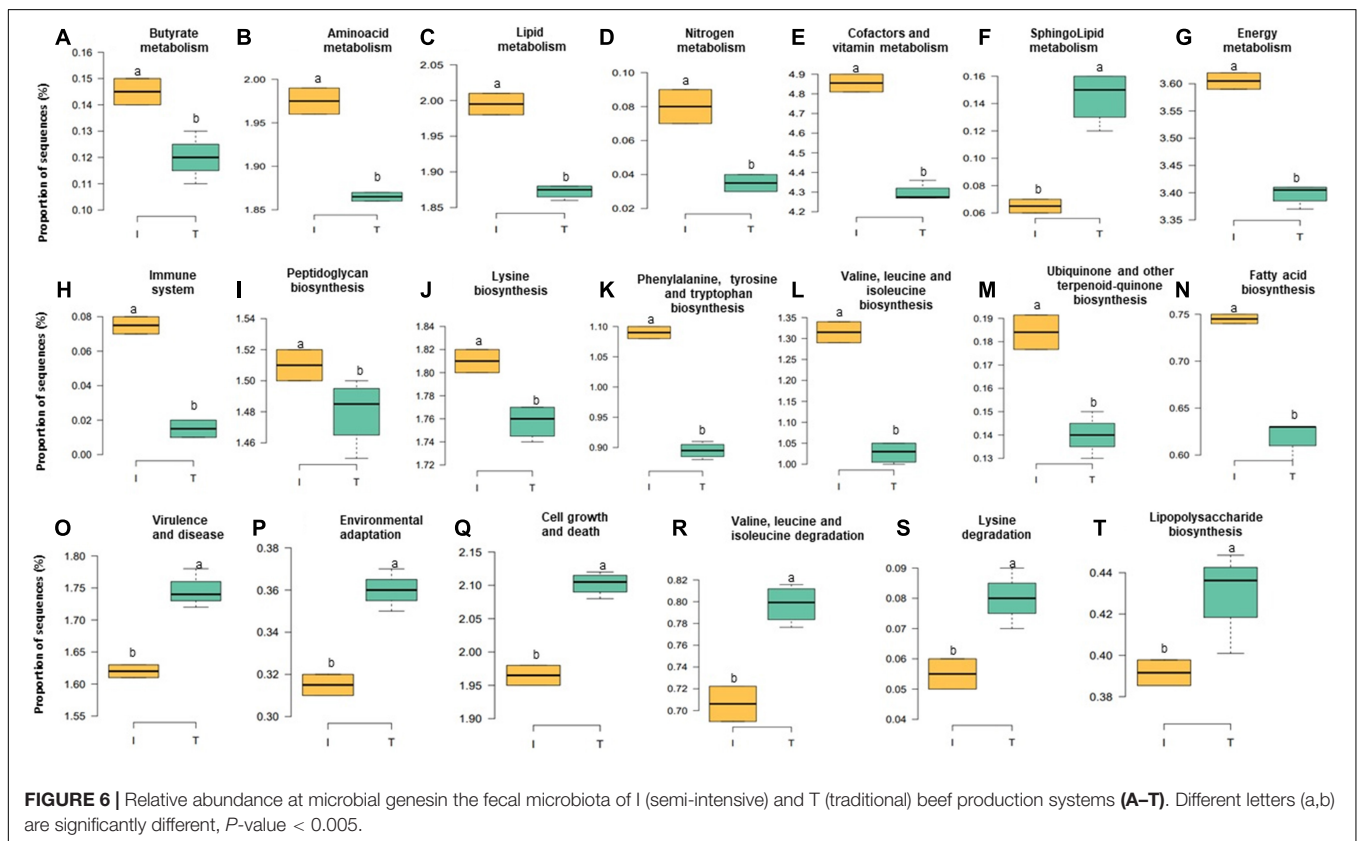 A Butyrate metabolism
B Aminoacid metabolism
C Lipid metabolism
D Nitrogen metabolism
E Cofactors and vitamin metabolism
F SphingoLipid metabolism
G Energy metabolism
Proportion of sequences (%)
0.16 0.15 0.14 0.13 0.12 0.11 0.10
a b
I T
2.00 1.95 1.90 1.85
a b
I T
2.05 2.00 1.95 1.90 1.85
a b
I T
0.10 0.08 0.06 0.04 0.02
a b
I T
4.9 4.8 4.7 4.6 4.5 4.4 4.3 4.2
a b
I T
0.16 0.14 0.12 0.10 0.08 0.06
b a
I T
3.60 3.55 3.50 3.45 3.40 3.35
a b
I T
H Immune system
I Peptidoglycan biosynthesis
J Lysine biosynthesis
K Phenylalanine, tyrosine and tryptophan biosynthesis
L Valine, leucine and isoleucine biosynthesis
M Ubiquinone and other terpenoid-quinone biosynthesis
N Fatty acid biosynthesis
Proportion of sequences (%)
0.08 0.06 0.04 0.02 0.00
a b
I T
1.54 1.52 1.50 1.48 1.46
a b
I T
1.84 1.82 1.80 1.78 1.76 1.74 1.72
a b
I T
1.10 1.05 1.00 0.95 0.90
a b
I T
1.35 1.30 1.25 1.20 1.15 1.10 1.05 1.00
a b
I T
0.19 0.18 0.17 0.16 0.15 0.14 0.13
a b
I T
0.75 0.70 0.65 0.60
a b
I T
O Virulence and disease
P Environmental adaptation
Q Cell growth and death
R Valine, leucine and isoleucine degradation
S Lysine degradation
T Lipopolysaccharide biosynthesis
Proportion of sequences (%)
1.80 1.75 1.70 1.65 1.60 1.55
b a
I T
0.38 0.36 0.34 0.32 0.30
b a
I T
2.15 2.10 2.05 2.00 1.95 1.90
b a
I T
0.82 0.80 0.78 0.76 0.74 0.72 0.70
b a
I T
0.09 0.08 0.07 0.06 0.05 0.04
b a
I T
0.44 0.42 0.40 0.38
b a
I T
FIGURE 6 | Relative abundance at microbial genesin the fecal microbiota of I (semi-intensive) and T (traditional) beef production systems (A–T). Different letters (a,b)
are significantly different, P-value < 0.005.